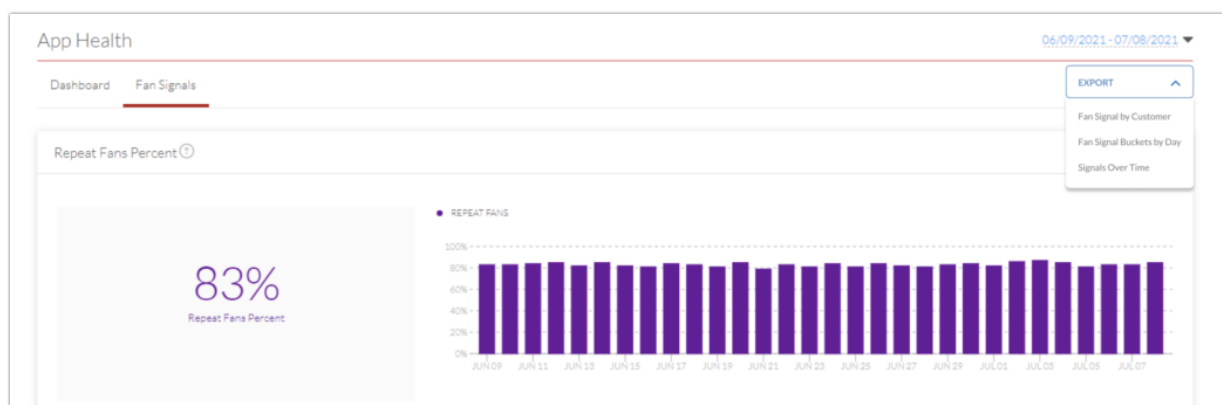 App Health
06/09/2021 - 07/08/2021
Dashboard Fan Signals
EXPORT
Fan Signal by Customer
Fan Signal Buckets by Day
Signals Over Time
Repeat Fans Percent ?
83%
Repeat Fans Percent
REPEAT FANS
100%
80%
60%
40%
20%
0%
JUN 09 JUN 11 JUN 13 JUN 15 JUN 17 JUN 19 JUN 21 JUN 23 JUN 25 JUN 27 JUN 29 JUL 01 JUL 03 JUL 05 JUL 07